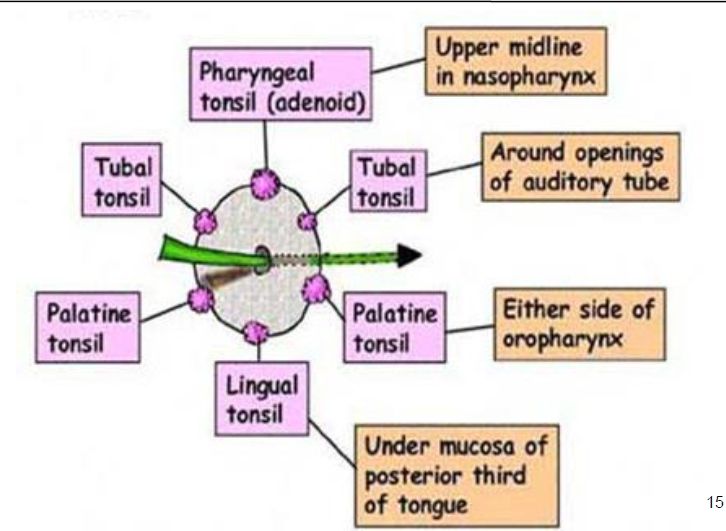 Upper midline
in nasopharynx
Pharyngeal
tonsil (adenoid)
Tubal
tonsil
Tubal
tonsil
Around openings
of auditory tube
Palatine
tonsil
Palatine
tonsil
Either side of
oropharynx
Lingual
tonsil
Under mucosa of
posterior third
of tongue
15